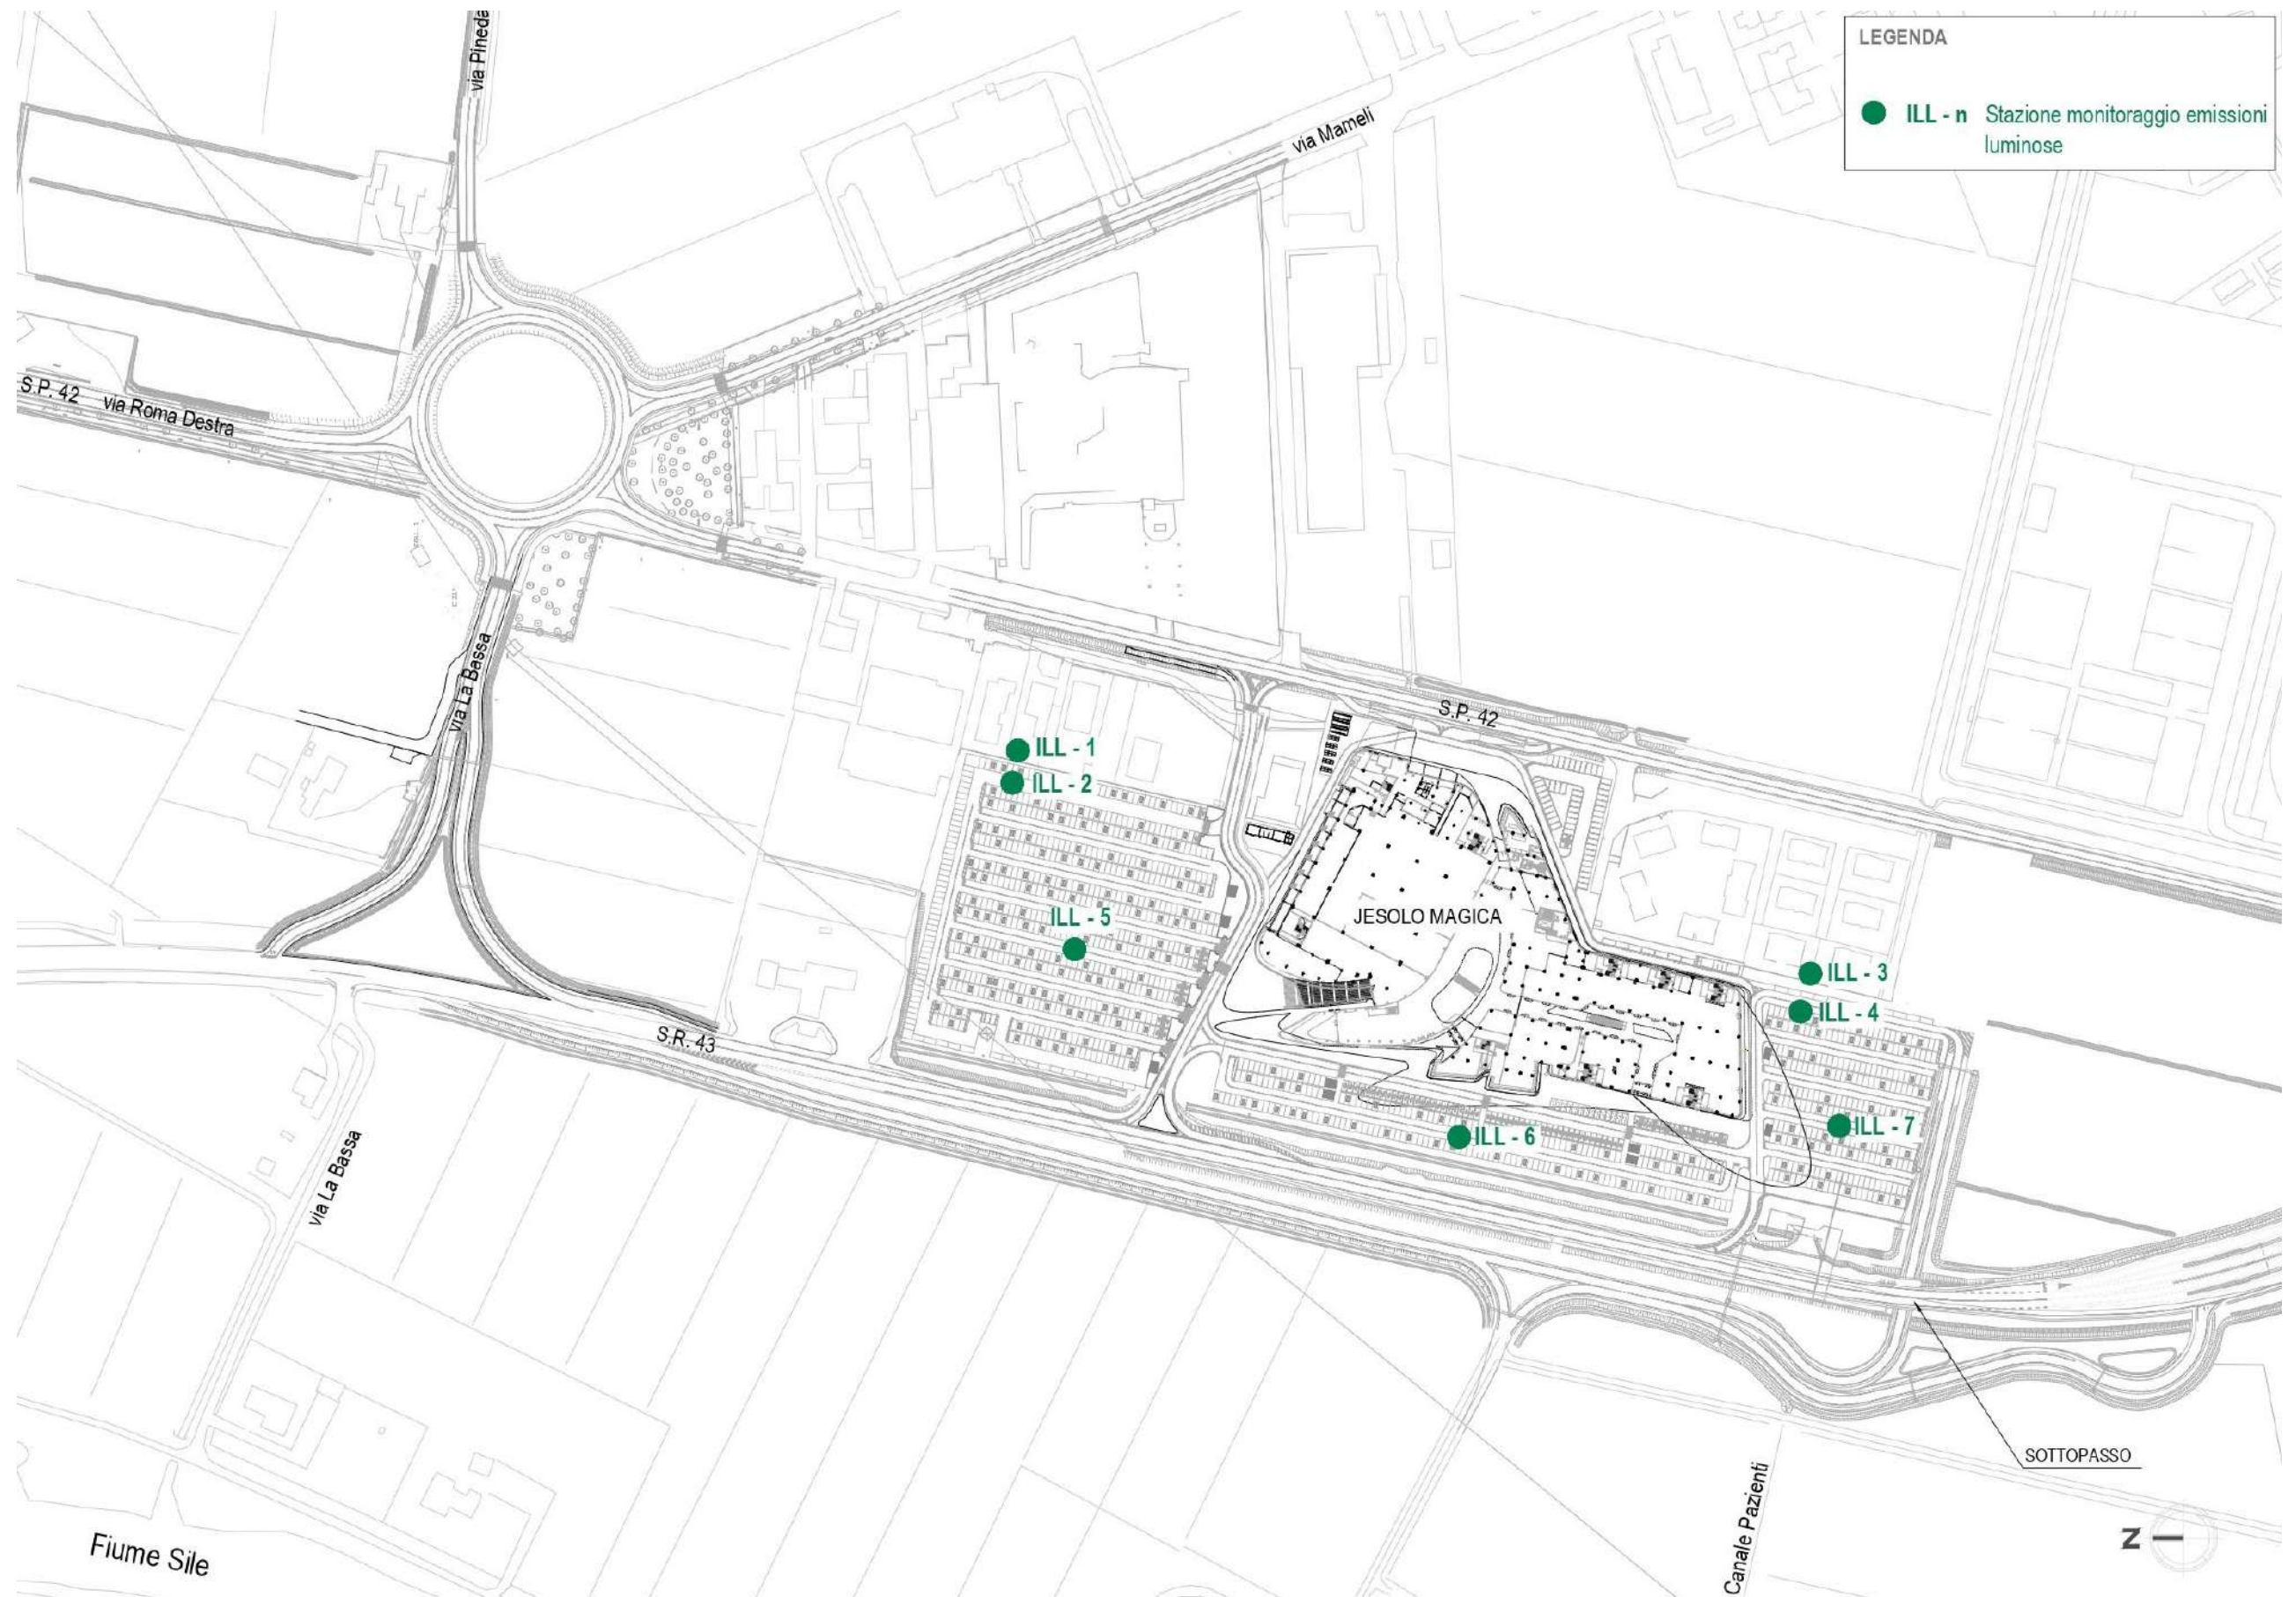 via Pineda
LEGENDA
ILL - n Stazione monitoraggio emissioni
luminose
via Mameli
S.P. 42
via Roma Destra
via La Bassa
S.P. 42
ILL - 1
ILL - 2
ILL - 5
JESOLO MAGICA
ILL - 3
ILL - 4
S.R. 43
ILL - 6
ILL - 7
via La Bassa
SOTTOPASSO
Canale Pazienti
Fiume Sile
N